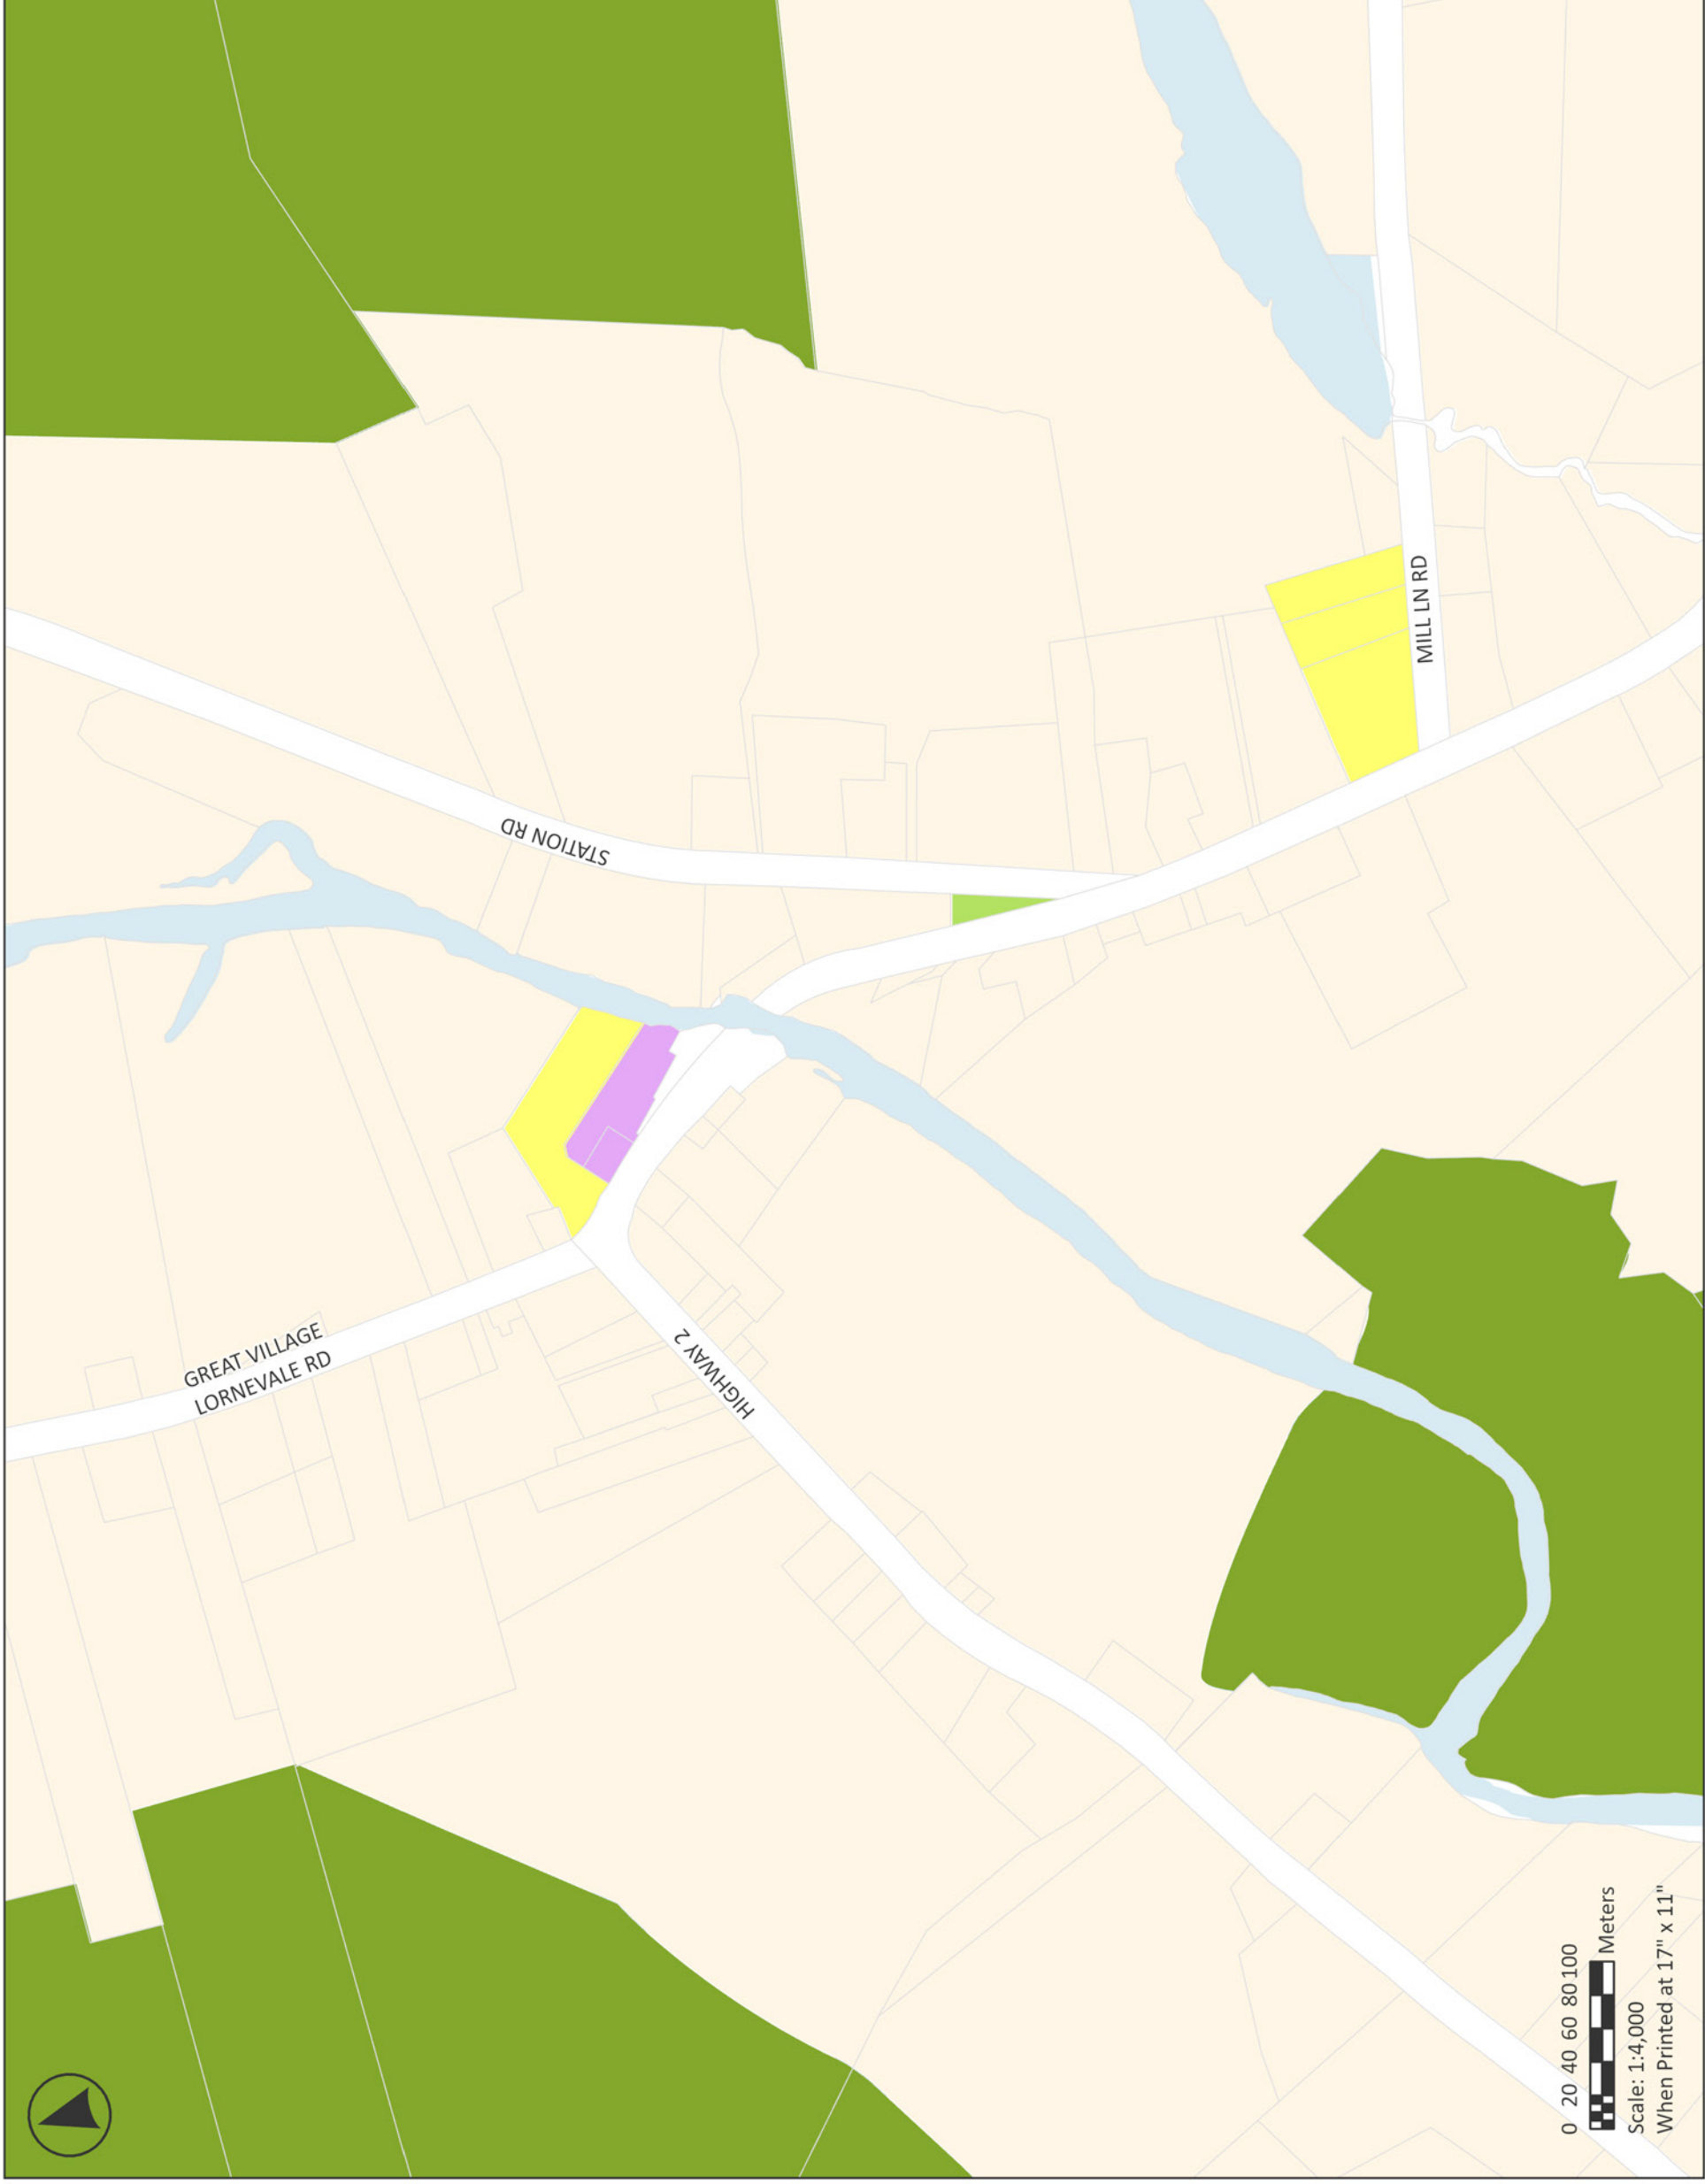 STATION RD
MILL LN RD
GREAT VILLAGE
LORNEVALE RD
HIGHWAY 2
0 20 40 60 80 100
Meters
Scale: 1:4,000
When Printed at 17" x 11"